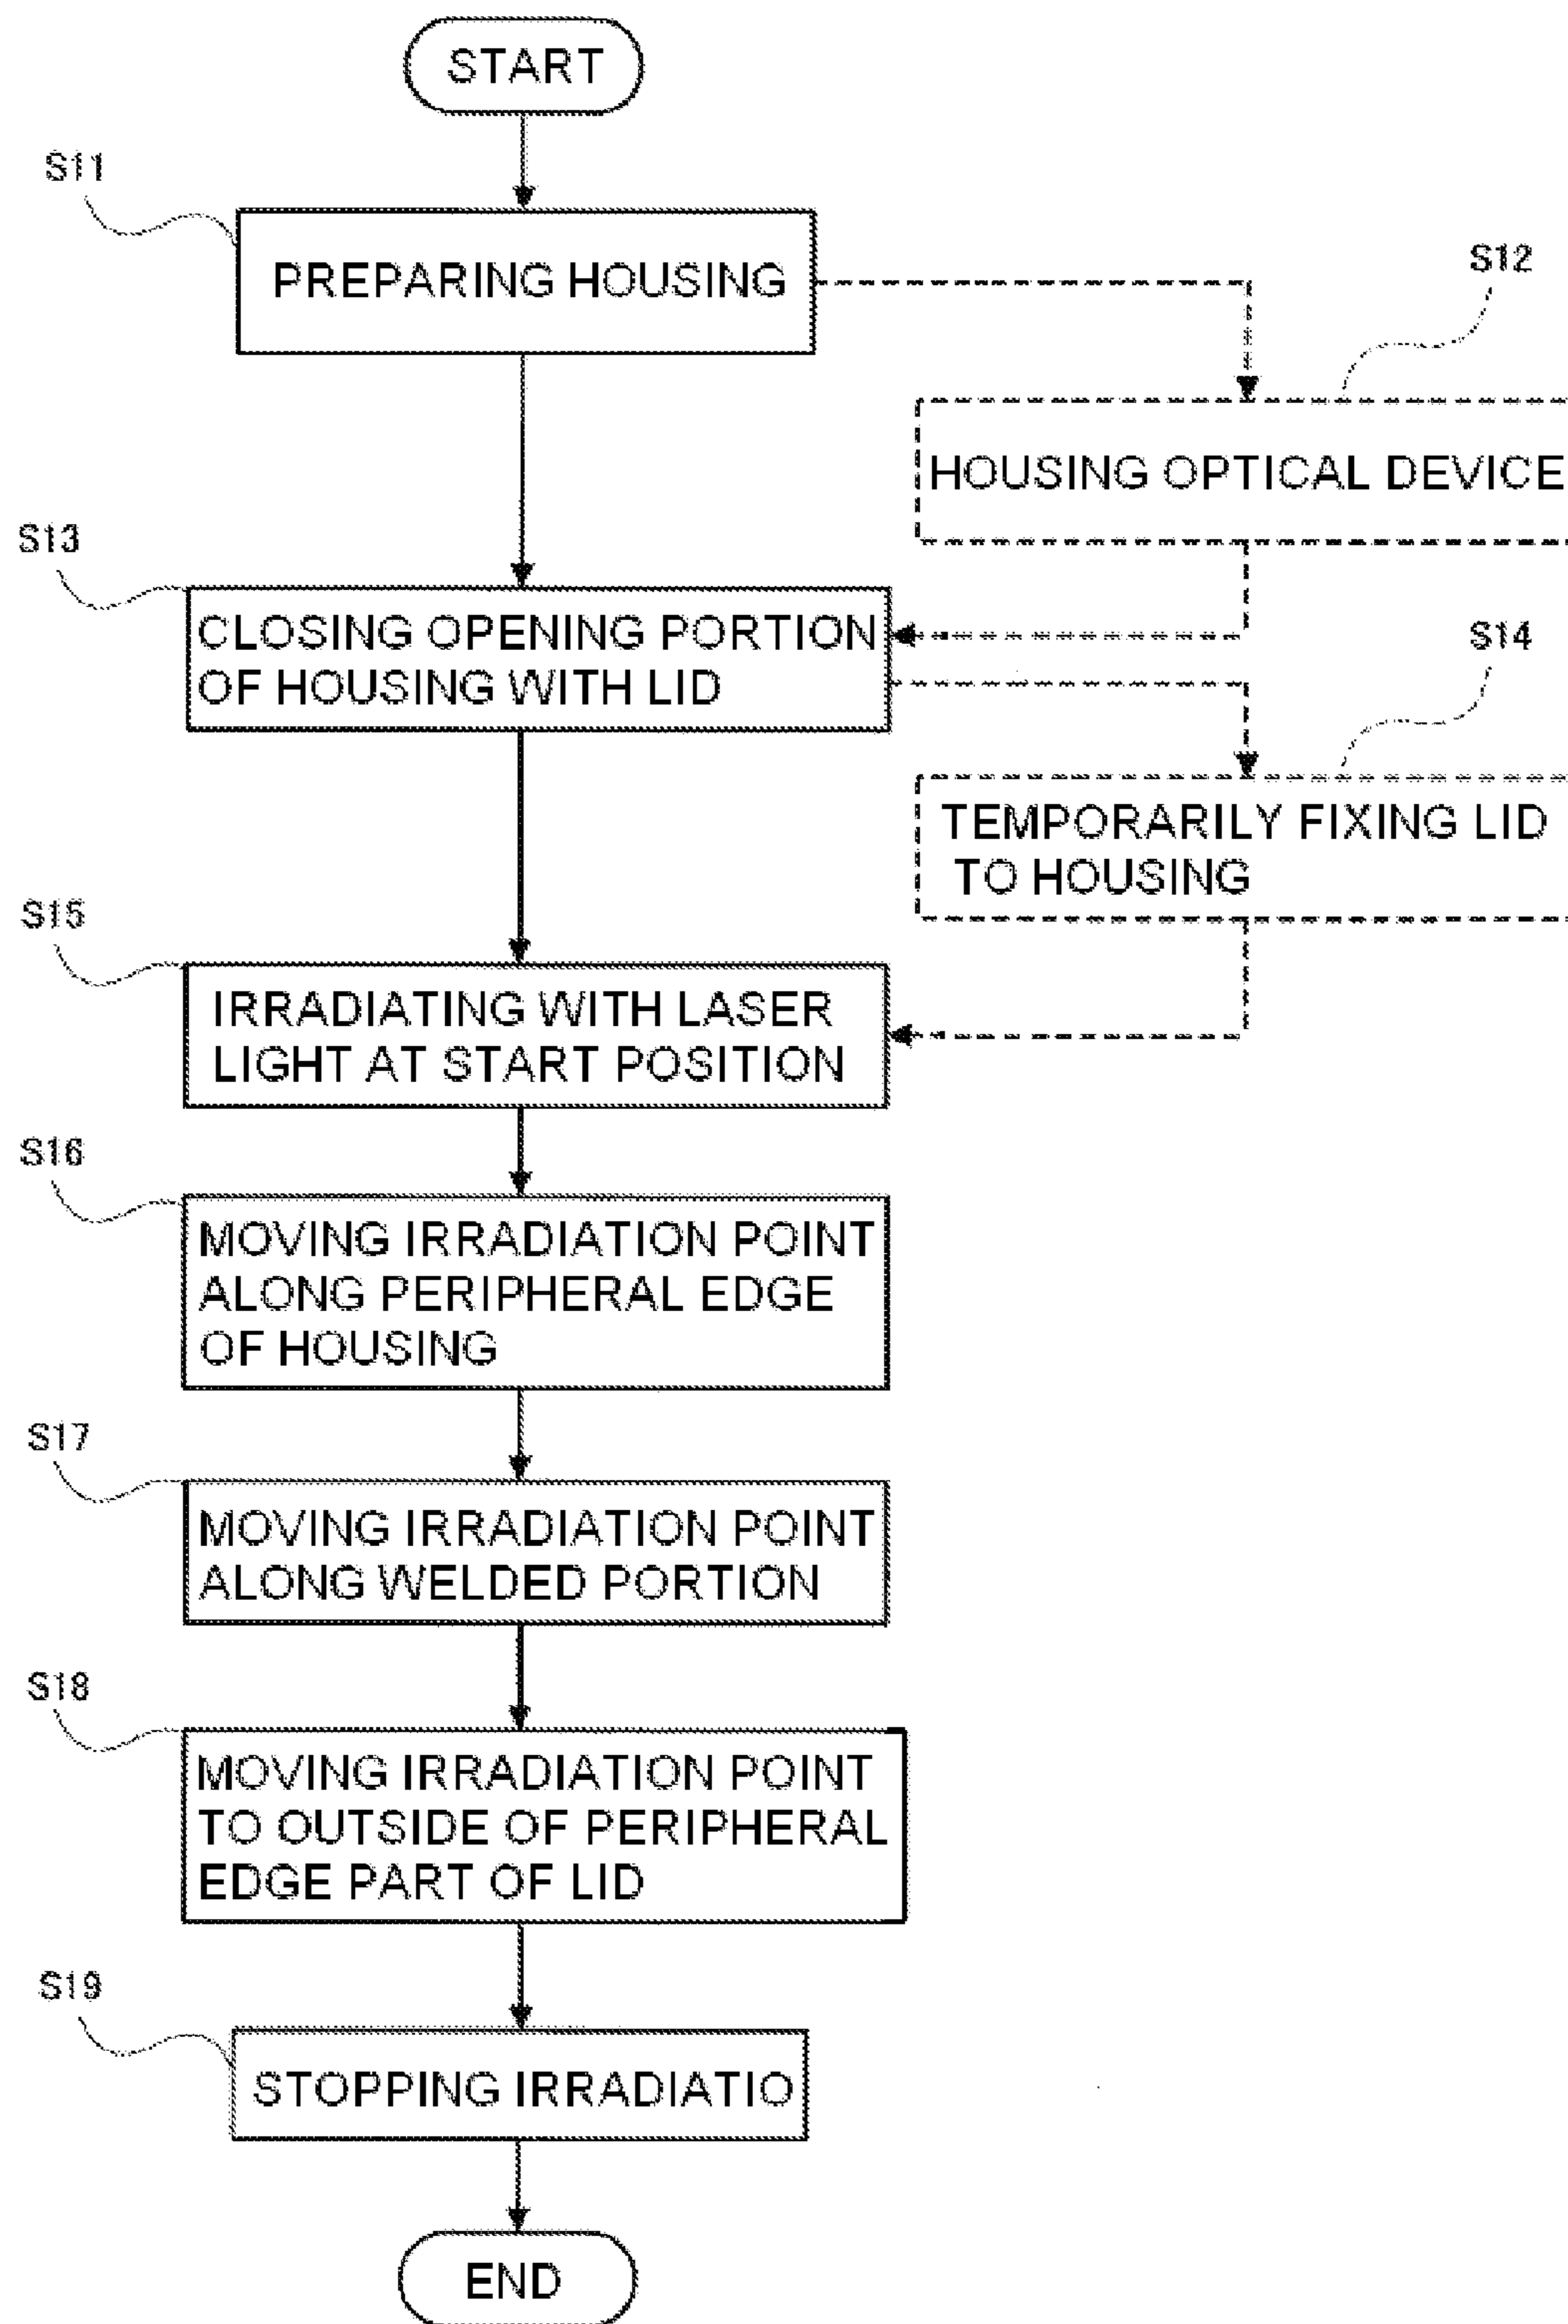 START
S11
PREPARING HOUSING
S12
HOUSING OPTICAL DEVICE
S13
CLOSING OPENING PORTION
OF HOUSING WITH LID
S14
TEMPORARILY FIXING LID
TO HOUSING
S15
IRRADIATING WITH LASER
LIGHT AT START POSITION
S16
MOVING IRRADIATION POINT
ALONG PERIPHERAL EDGE
OF HOUSING
S17
MOVING IRRADIATION POINT
ALONG WELDED PORTION
S18
MOVING IRRADIATION POINT
TO OUTSIDE OF PERIPHERAL
EDGE PART OF LID
S19
STOPPING IRRADIATIO
END